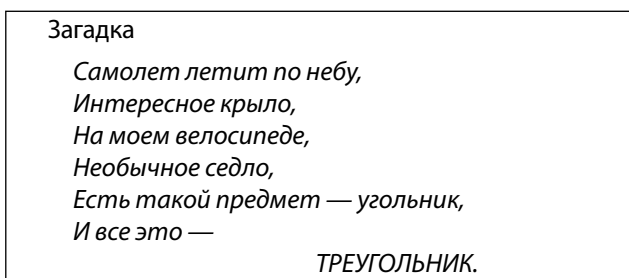 Загадка
Самолет летит по небу,
Интересное крыло,
На моем велосипеде,
Необычное седло,
Есть такой предмет — угольник,
И все это —
ТРЕУГОЛЬНИК.